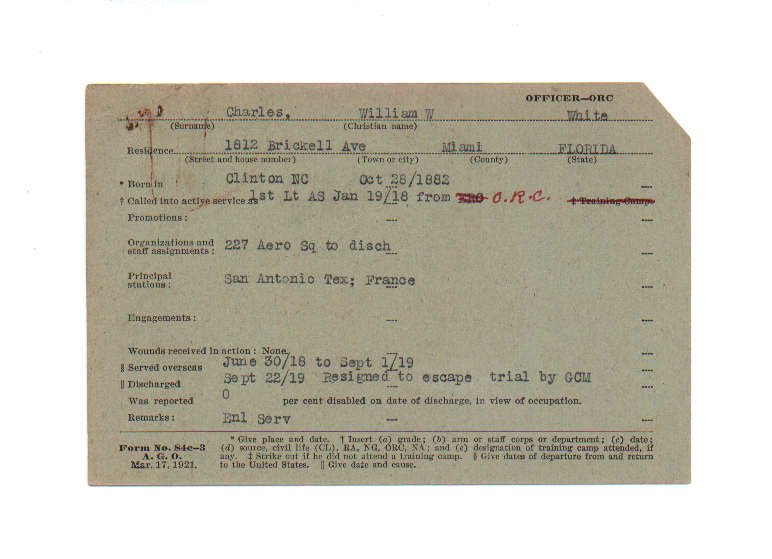 OFFICER—ORC
Charles, William W White
(Surname) (Christian name)
Residence 1812 Brickell Ave Miami FLORIDA
(Street and house number) (Town or city) (County) (State)
* Born in Clinton NC Oct 28/1882
† Called into active service as 1st Lt AS Jan 19/18 from O.R.C. ‡ Training Camp.
Promotions:
Organizations and
staff assignments: 227 Aero Sq to disch
Principal
stations: San Antonio Tex; France
Engagements:
Wounds received in action: None.
§ Served overseas June 30/18 to Sept 1/19
‖ Discharged Sept 22/19 Resigned to escape trial by GCM
Was reported 0 per cent disabled on date of discharge, in view of occupation.
Remarks: Enl Serv
Form No. 84c—3
A. G. O.
Mar. 17, 1921.
* Give place and date. † Insert (a) grade; (b) arm or staff corps or department; (c) date;
(d) source, civil life (CL), RA, NG, ORC, NA; and (e) designation of training camp attended, if
any. ‡ Strike out if he did not attend a training camp. § Give dates of departure from and return
to the United States. ‖ Give date and cause.